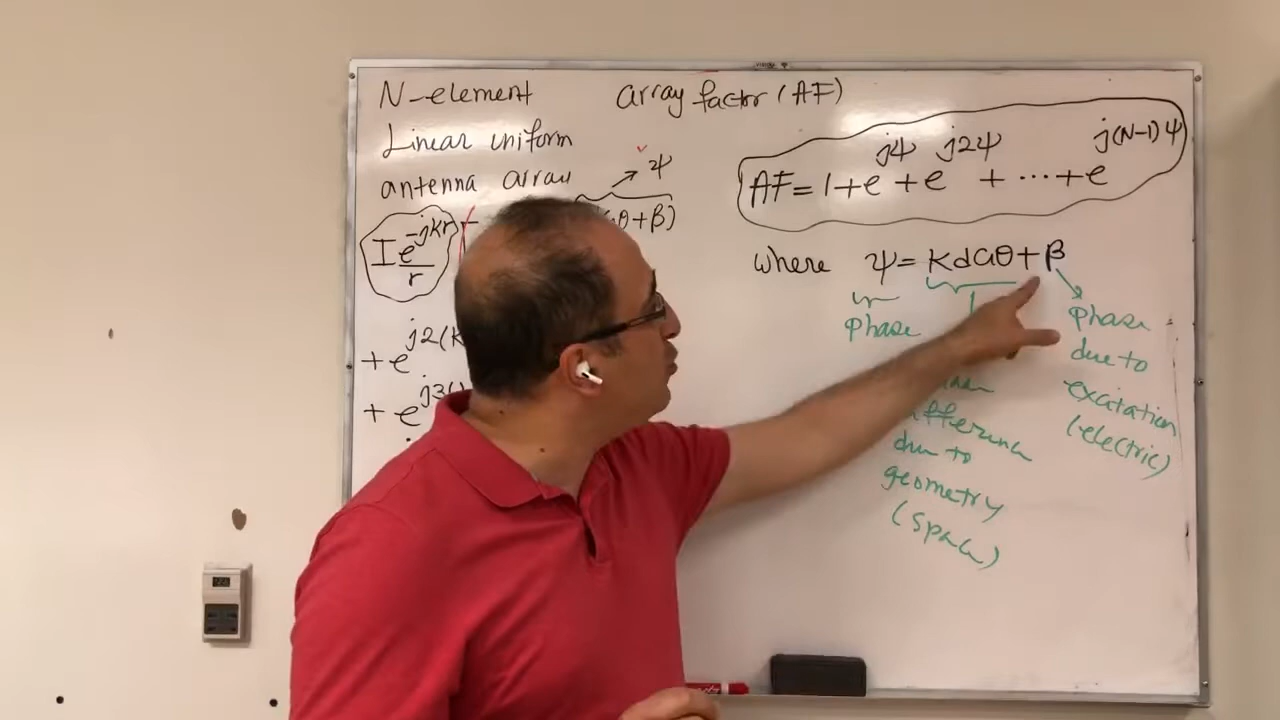 N-element
Linear uniform
antenna array
array factor (AF)
Ψ
θ+β)
I e^{-jkr} / r
+ e^{j2(k
+ e^{j3(
AF = 1 + e^{jΨ} + e^{j2Ψ} + ··· + e^{j(N-1)Ψ}
where Ψ = kdCosθ + β
phase
difference
due to
geometry
(space)
phase
due to
excitation
(electric)